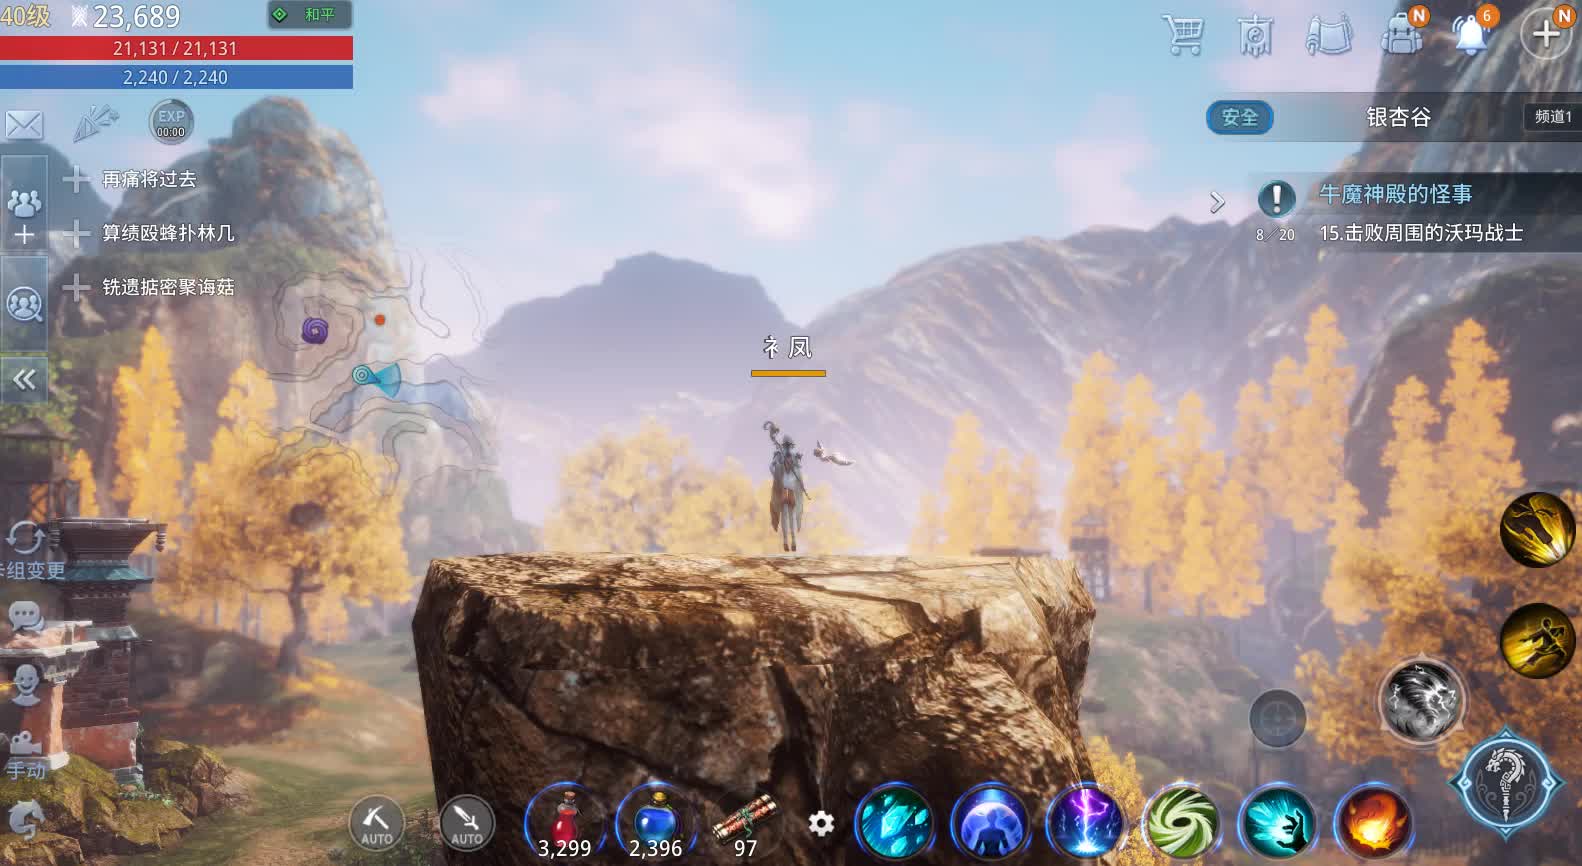 40级 23,689
和平
21,131 / 21,131
2,240 / 2,240
N
6
N
EXP
00:00
安全
银杏谷
频道1
再痛将过去
算绩殴蜂扑林几
铣遗掂密聚诲菇
牛魔神殿的怪事
8／20
15.击败周围的沃玛战士
礻凤
卡组变更
手动
AUTO
AUTO
3,299
2,396
97